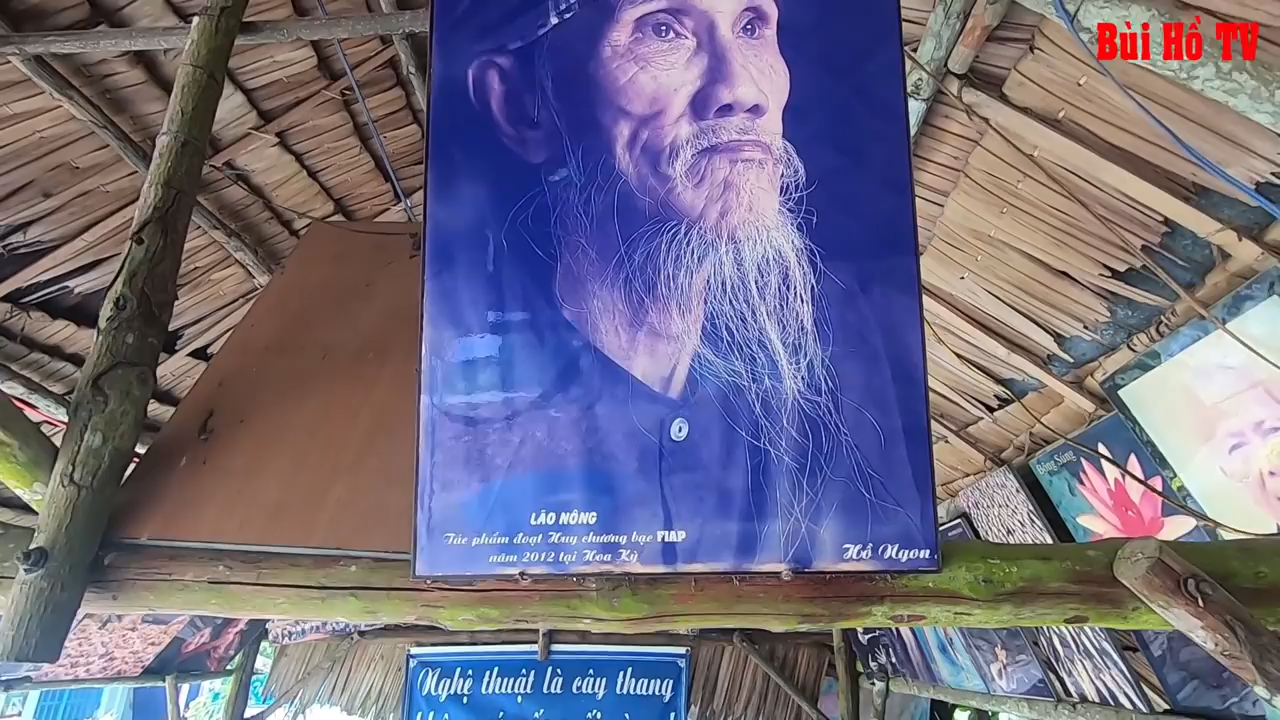 Bùi Hồ TV
LÃO NÔNG
Tác phẩm đoạt Huy chương bạc FIAP
năm 2012 tại Hoa Kỳ
Hồ Ngọn
Bông Súng
Nghệ thuật là cây thang